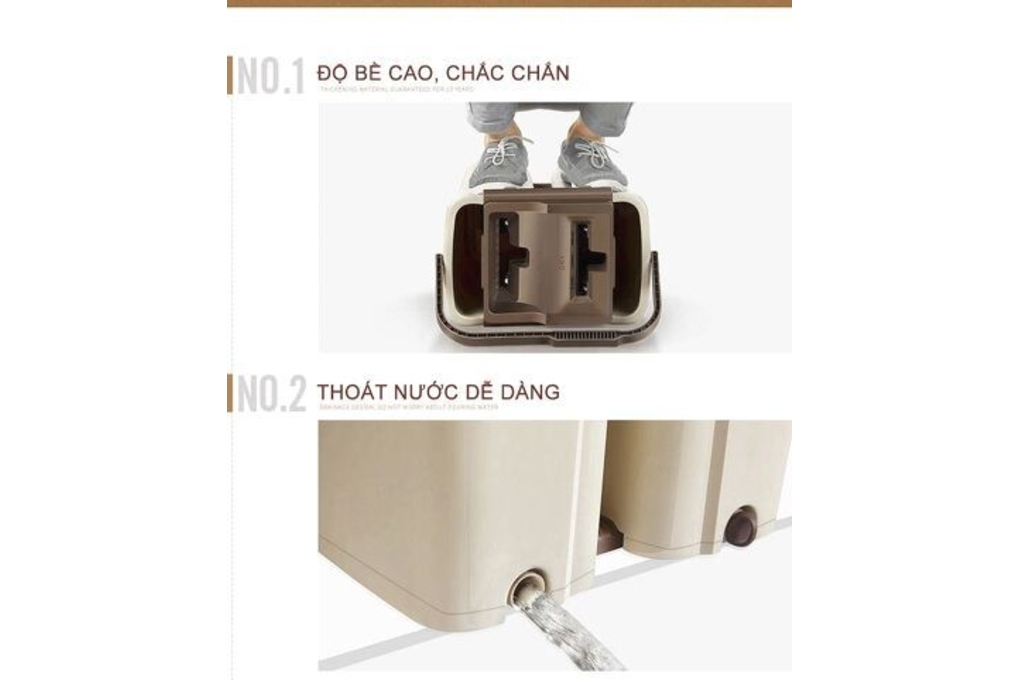 NO.1 ĐỘ BỀ CAO, CHẮC CHẮN
THICKENING MATERIAL GUARANTEED FOR 10 YEARS
NO.2 THOÁT NƯỚC DỄ DÀNG
DRAINAGE DESIGN, DO NOT WORRY ABOUT POURING WATER